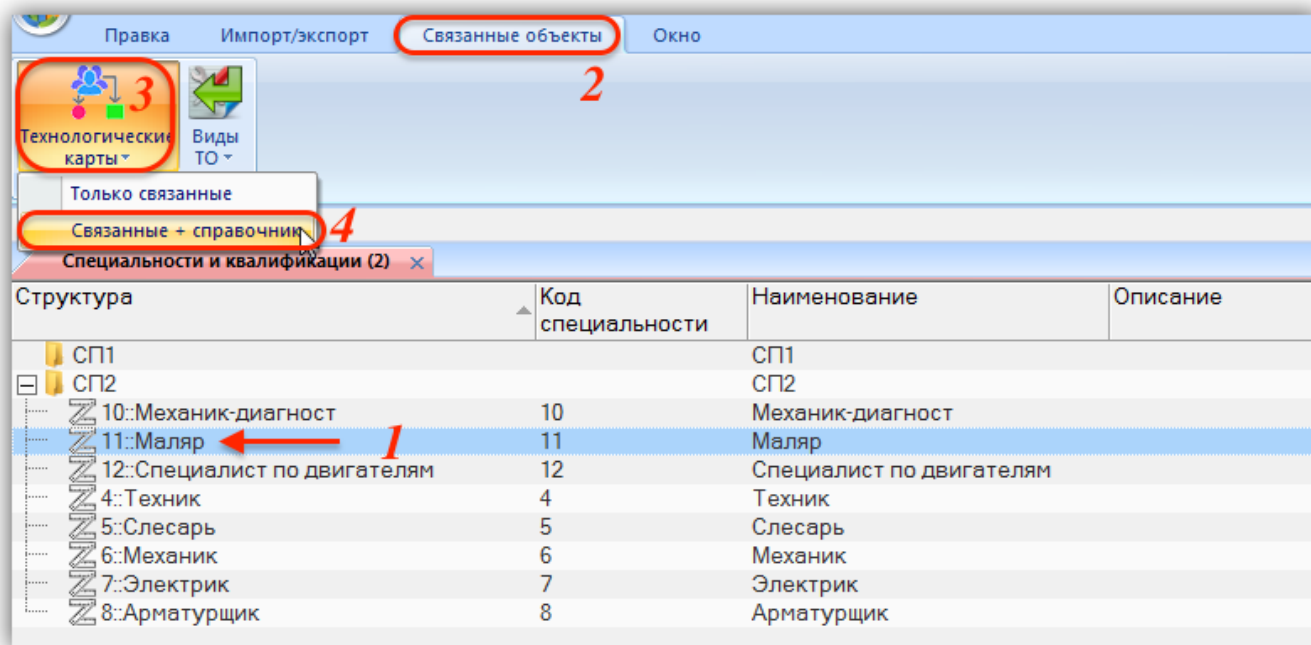 Правка Импорт/экспорт Связанные объекты Окно
2
3
Технологические карты
Виды ТО
Только связанные
Связанные + справочник 4
Специальности и квалификации (2)
Структура Код специальности Наименование Описание
СП1 СП1
СП2 СП2
10::Механик-диагност 10 Механик-диагност
11::Маляр 1 11 Маляр
12::Специалист по двигателям 12 Специалист по двигателям
4::Техник 4 Техник
5::Слесарь 5 Слесарь
6::Механик 6 Механик
7::Электрик 7 Электрик
8::Арматурщик 8 Арматурщик